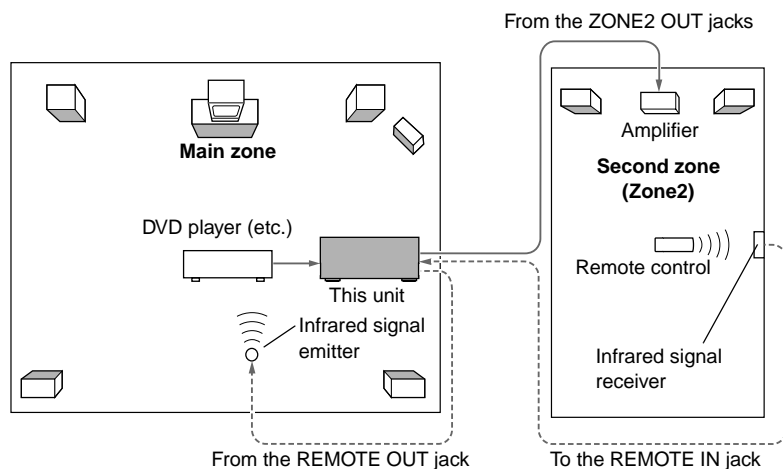 From the ZONE2 OUT jacks
Main zone
Amplifier
Second zone
(Zone2)
DVD player (etc.)
This unit
Remote control
Infrared signal
emitter
Infrared signal
receiver
From the REMOTE OUT jack
To the REMOTE IN jack